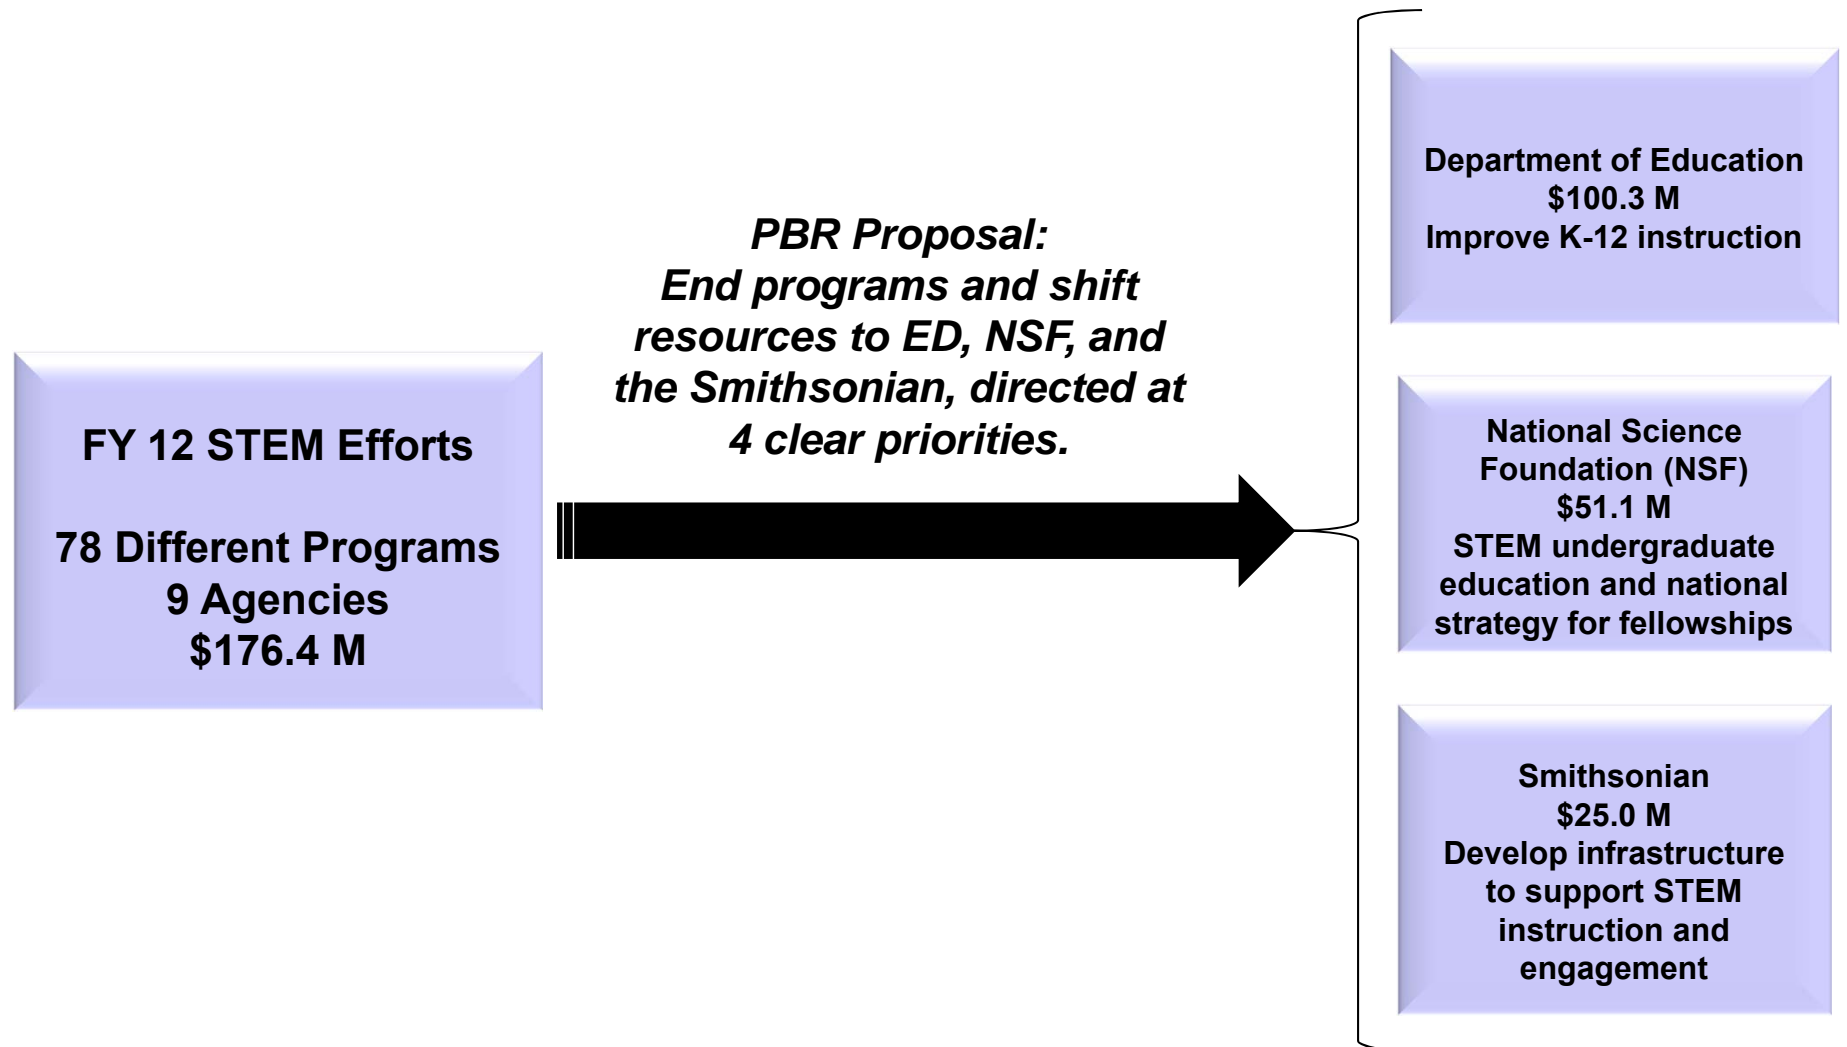 FY 12 STEM Efforts
78 Different Programs
9 Agencies
$176.4 M
PBR Proposal:
End programs and shift
resources to ED, NSF, and
the Smithsonian, directed at
4 clear priorities.
Department of Education
$100.3 M
Improve K-12 instruction
National Science
Foundation (NSF)
$51.1 M
STEM undergraduate
education and national
strategy for fellowships
Smithsonian
$25.0 M
Develop infrastructure
to support STEM
instruction and
engagement